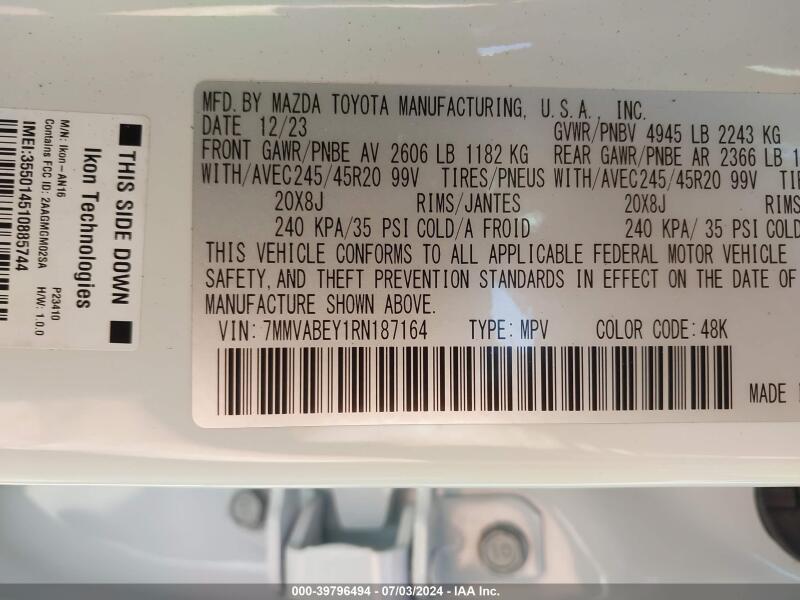 MFD. BY MAZDA TOYOTA MANUFACTURING, U.S.A., INC.
DATE 12/23
GVWR/PNBV 4945 LB 2243 KG
FRONT GAWR/PNBE AV 2606 LB 1182 KG
REAR GAWR/PNBE AR 2366 LB 1
WITH/AVEC245/45R20 99V TIRES/PNEUS WITH/AVEC245/45R20 99V TIR
20X8J RIMS/JANTES 20X8J RIMS
240 KPA/35 PSI COLD/A FROID 240 KPA/ 35 PSI COLD
THIS VEHICLE CONFORMS TO ALL APPLICABLE FEDERAL MOTOR VEHICLE
SAFETY, AND THEFT PREVENTION STANDARDS IN EFFECT ON THE DATE OF
MANUFACTURE SHOWN ABOVE.
VIN: 7MMVABEY1RN187164 TYPE: MPV COLOR CODE: 48K
MADE I
THIS SIDE DOWN
Ikon Technologies
M/N: Ikon-AN16 P23410
Contains FCC ID: 2AAGMGM02SA H/W: 1.0.0
IMEI:355014510885744
10
000-39796494 / 07/03/2024 - IAA Inc.